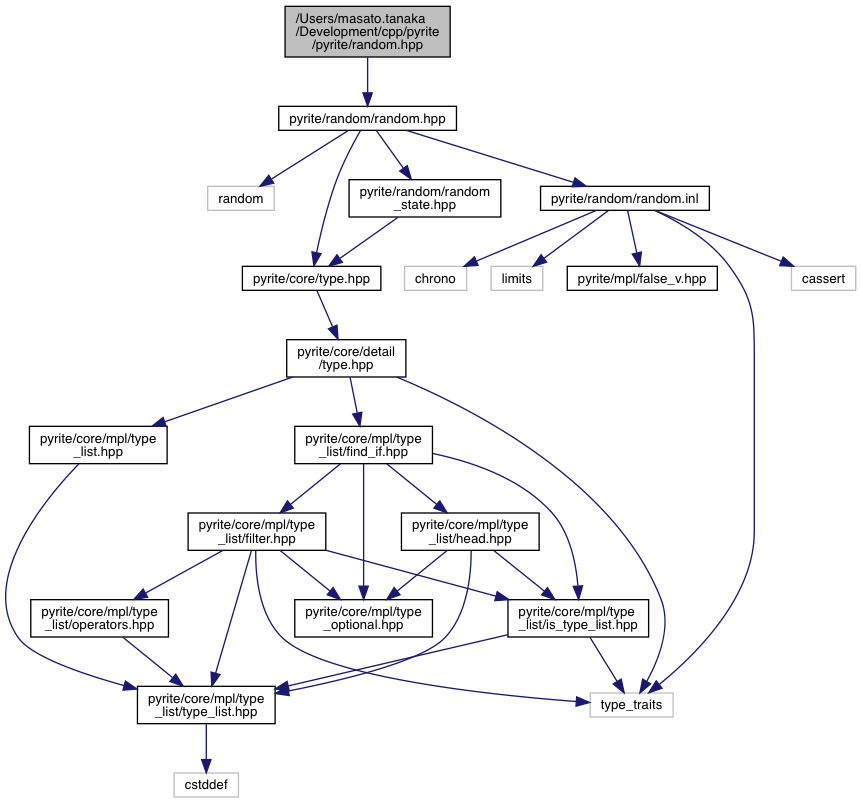 /Users/masato.tanaka
/Development/cpp/pyrite
/pyrite/random.hpp
pyrite/random/random.hpp
random
pyrite/random/random
_state.hpp
pyrite/random/random.inl
pyrite/core/type.hpp
chrono
limits
pyrite/mpl/false_v.hpp
cassert
pyrite/core/detail
/type.hpp
pyrite/core/mpl/type
_list.hpp
pyrite/core/mpl/type
_list/find_if.hpp
pyrite/core/mpl/type
_list/filter.hpp
pyrite/core/mpl/type
_list/head.hpp
pyrite/core/mpl/type
_list/operators.hpp
pyrite/core/mpl/type
_optional.hpp
pyrite/core/mpl/type
_list/is_type_list.hpp
pyrite/core/mpl/type
_list/type_list.hpp
type_traits
cstddef